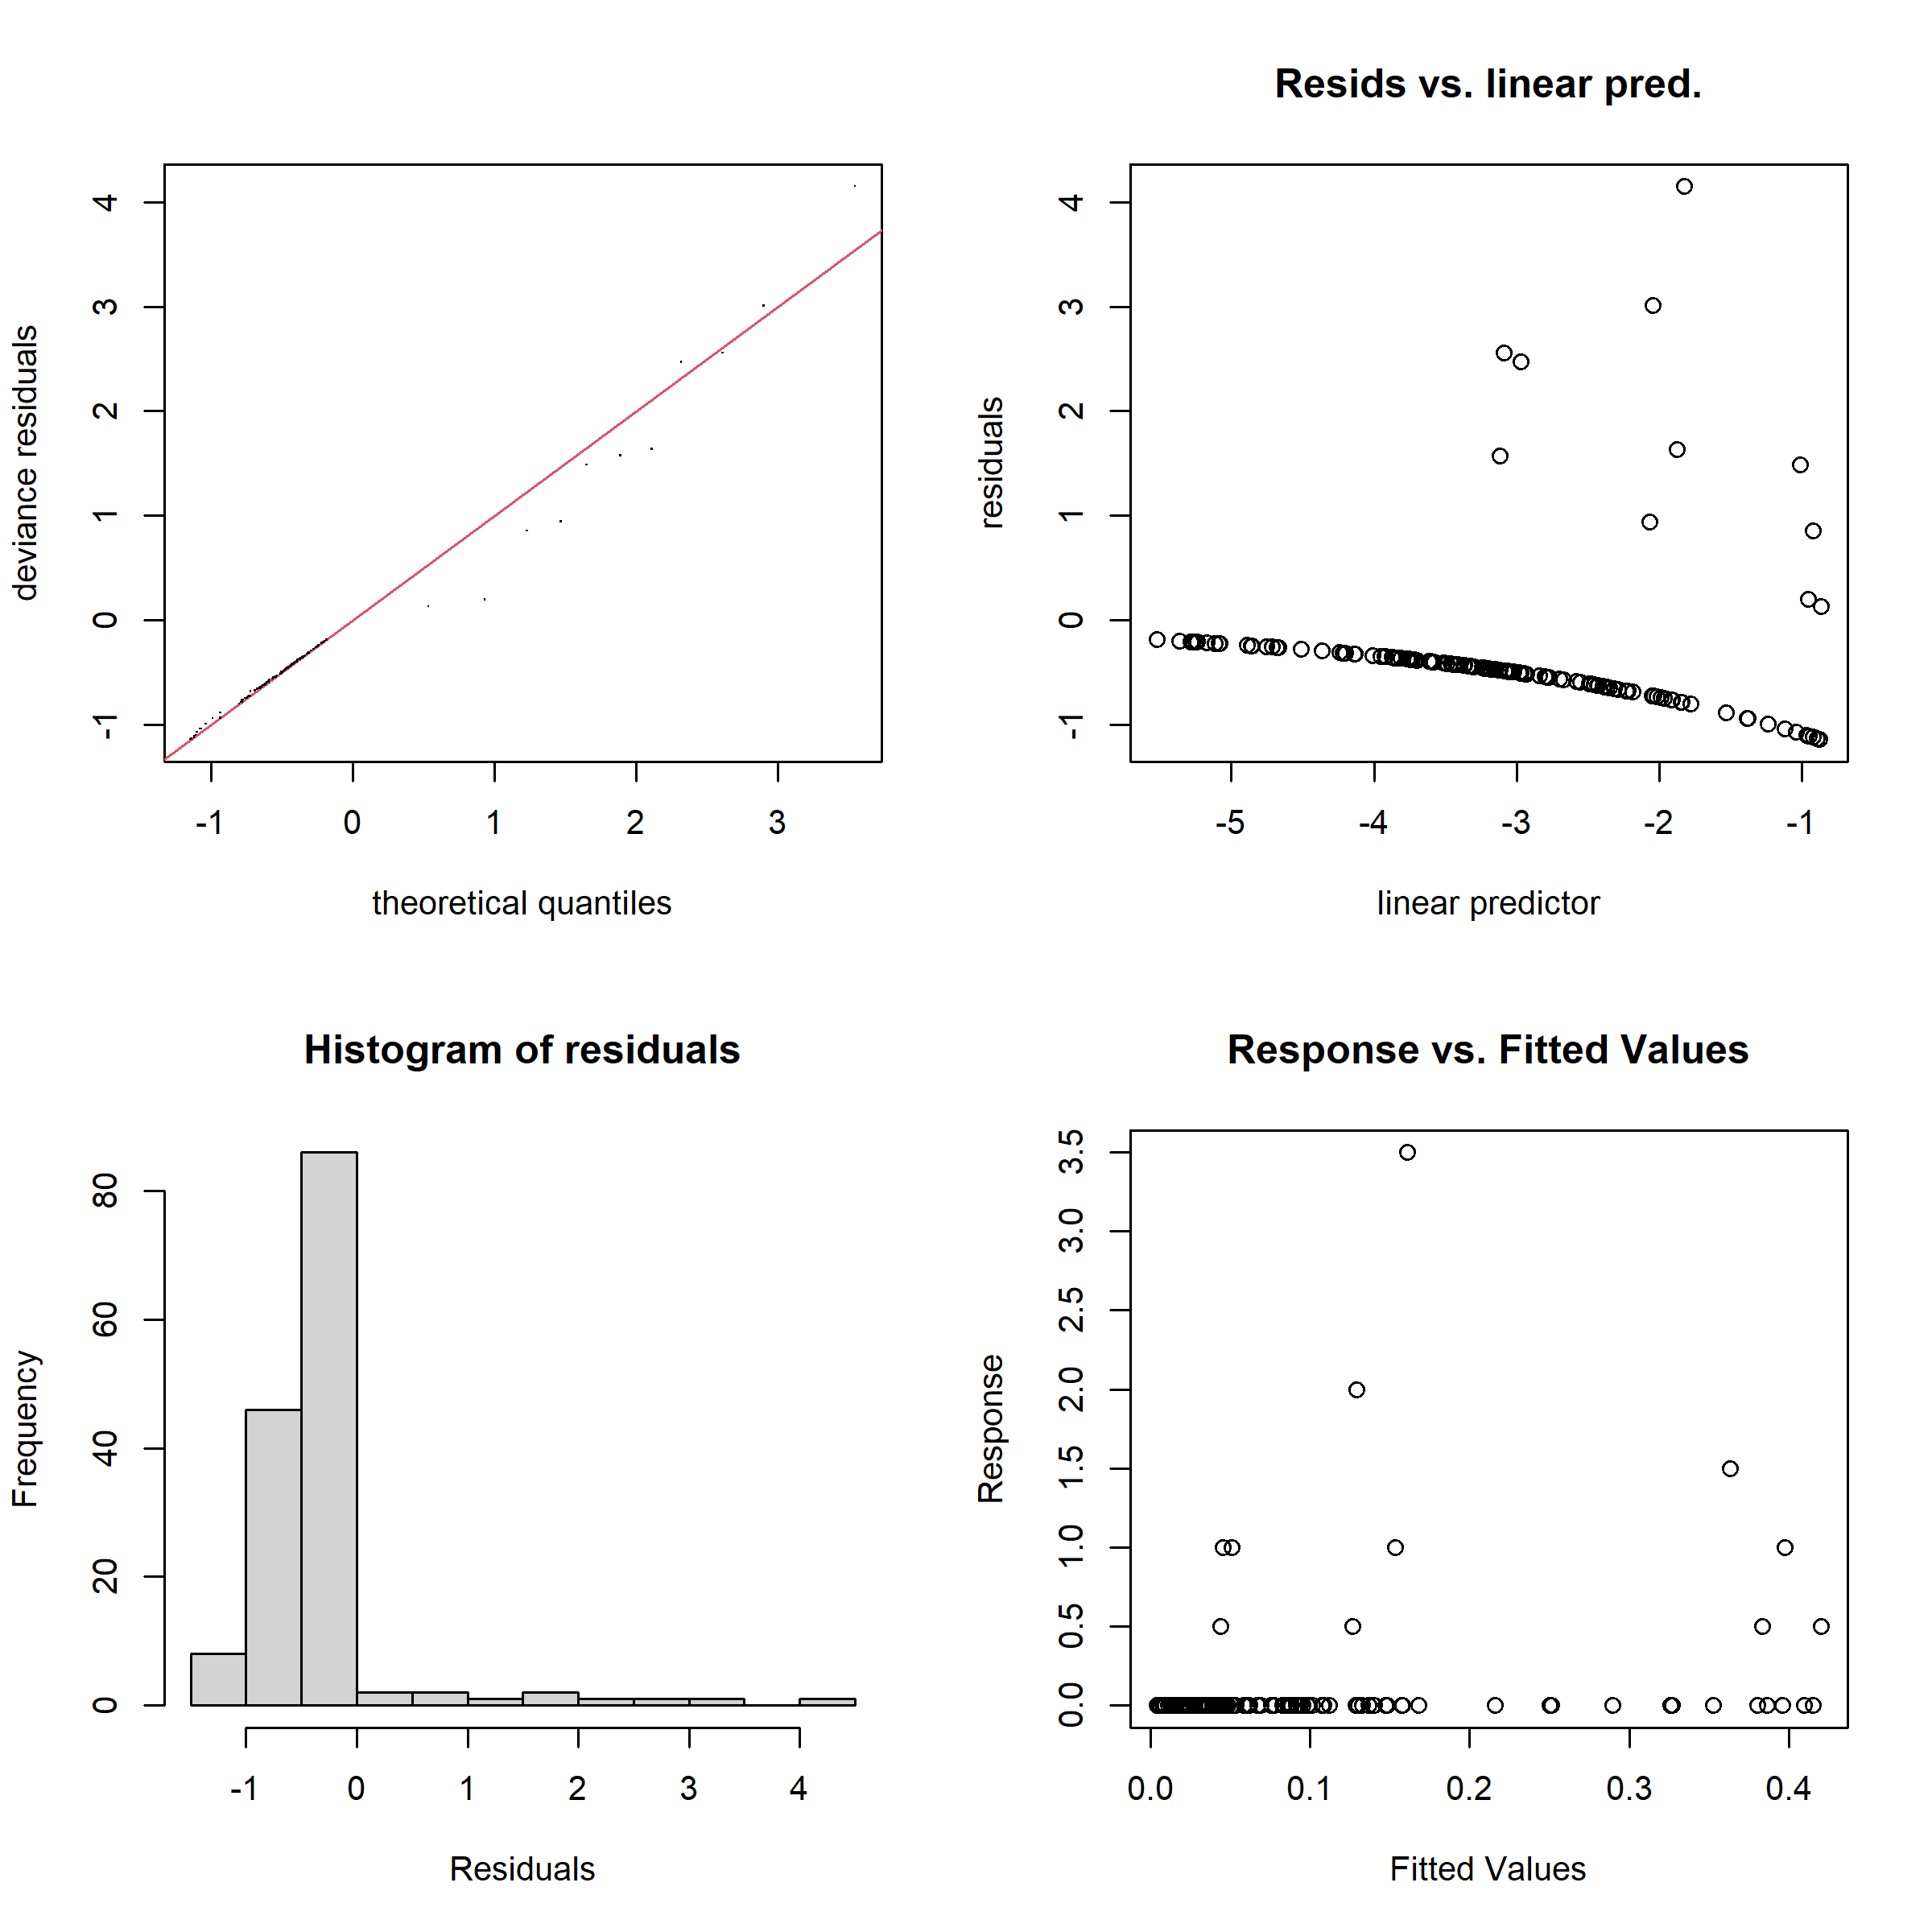 4
3
2
1
0
-1
deviance residuals
-1 0 1 2 3
theoretical quantiles
Resids vs. linear pred.
4
3
2
1
0
-1
residuals
-5 -4 -3 -2 -1
linear predictor
Histogram of residuals
80
60
40
20
0
Frequency
-1 0 1 2 3 4
Residuals
Response vs. Fitted Values
3.5
3.0
2.5
2.0
1.5
1.0
0.5
0.0
Response
0.0 0.1 0.2 0.3 0.4
Fitted Values